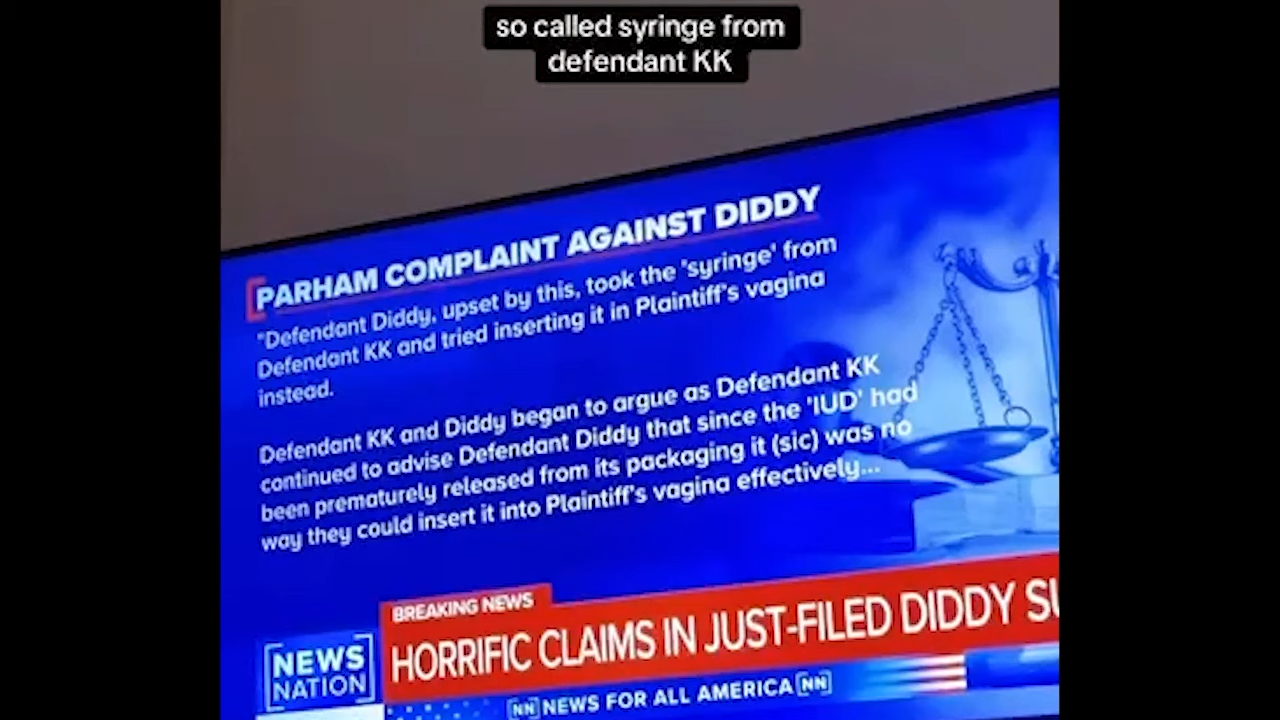 so called syringe from
defendant KK
PARHAM COMPLAINT AGAINST DIDDY
"Defendant Diddy, upset by this, took the 'syringe' from
Defendant KK and tried inserting it in Plaintiff's vagina
instead.
Defendant KK and Diddy began to argue as Defendant KK
continued to advise Defendant Diddy that since the 'IUD' had
been prematurely released from its packaging it (sic) was no
way they could insert it into Plaintiff's vagina effectively...
BREAKING NEWS
HORRIFIC CLAIMS IN JUST-FILED DIDDY SU
NEWS
NATION
NN NEWS FOR ALL AMERICA NN